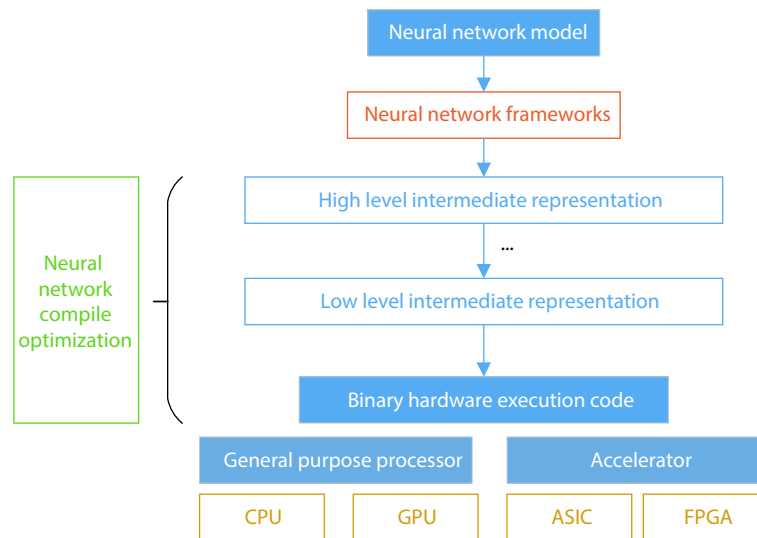 Neural network model
Neural network frameworks
High level intermediate representation
...
Low level intermediate representation
Neural
network
compile
optimization
Binary hardware execution code
General purpose processor
Accelerator
CPU
GPU
ASIC
FPGA